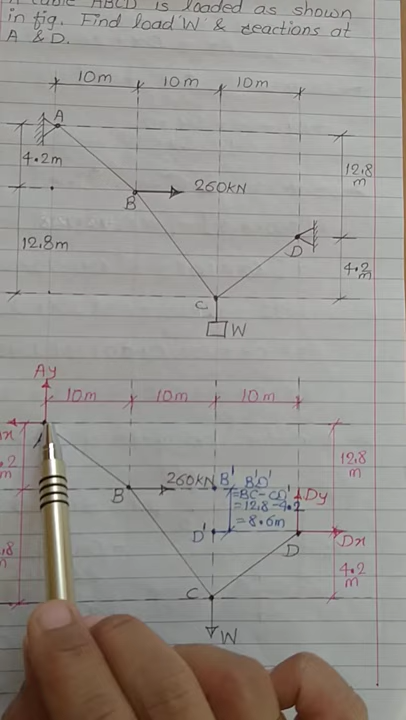 cable ABCD is loaded as shown
in fig. Find load W & reactions at
A & D.
10m 10m 10m
A
4.2m
12.8
m
B 260KN
12.8m
D
4.2
m
C
W
Ay
10m 10m 10m
12.8
m
260KN B' B'D'
B =BC-CD' Dy
=12.8-4.2
D' =8.6m
D Dx
4.2
m
C
W